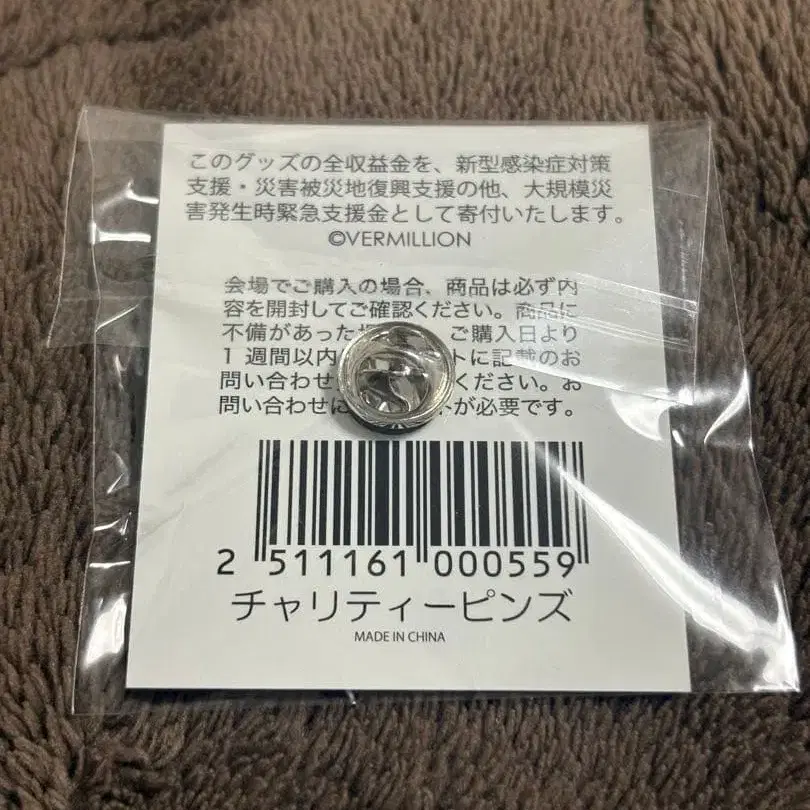 このグッズの全収益金を、新型感染症対策
支援・災害被災地復興支援の他、大規模災
害発生時緊急支援金として寄付いたします。
©VERMILLION
会場でご購入の場合、商品は必ず内
容を開封してご確認ください。商品に
不備があった ご購入日より
1 週間以内 トに記載のお
問い合わせ ください。お
問い合わせに トが必要です。
2 511161 000559
チャリティーピンズ
MADE IN CHINA